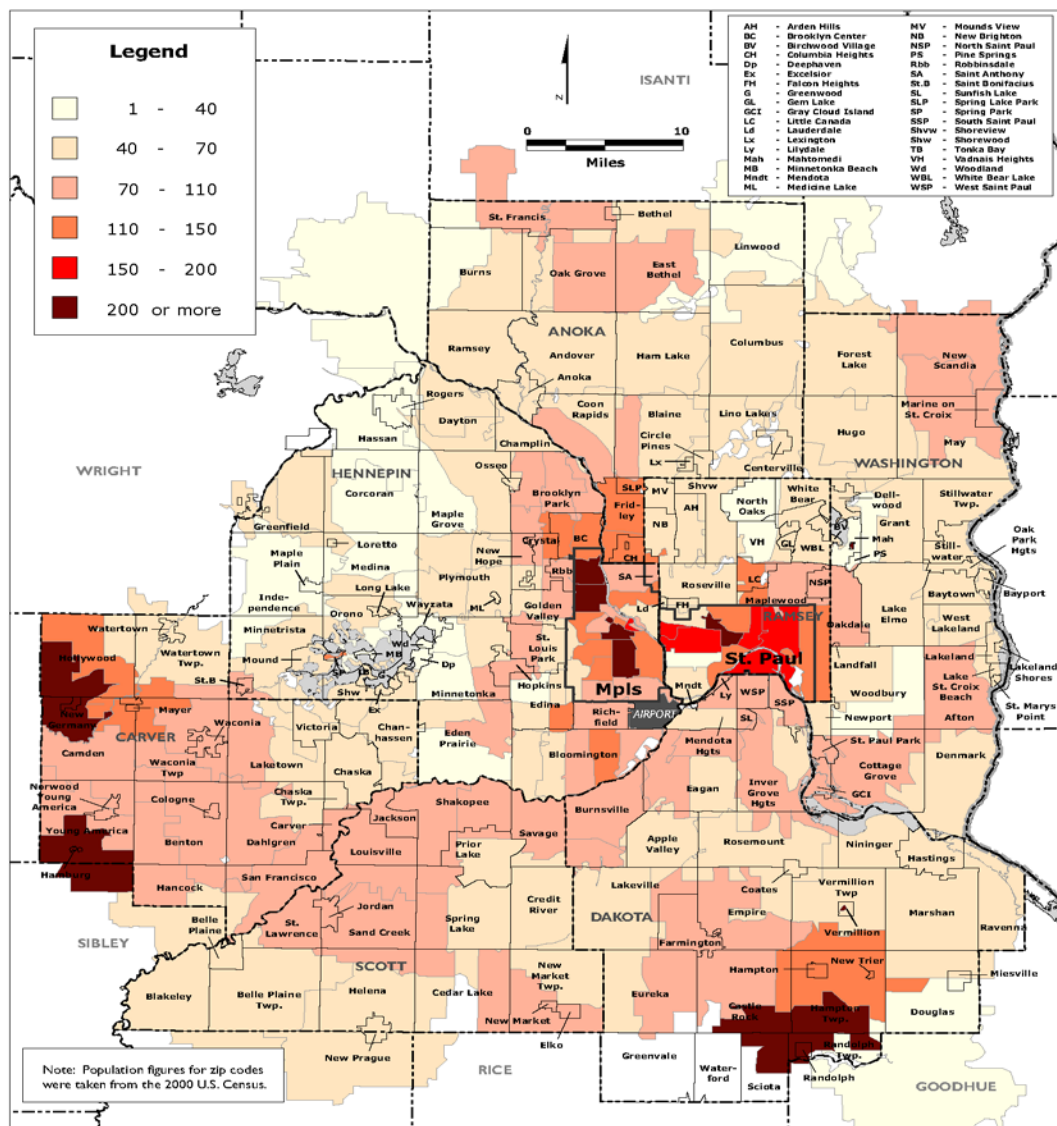 Legend
1 - 40
40 - 70
70 - 110
110 - 150
150 - 200
200 or more
AH - Arden Hills
BC - Brooklyn Center
BV - Birchwood Village
CH - Columbia Heights
Dp - Deephaven
Ex - Excelsior
FH - Falcon Heights
G - Greenwood
GL - Gem Lake
GCI - Gray Cloud Island
LC - Little Canada
Ld - Lauderdale
Lx - Lexington
Ly - Lilydale
Mah - Mahtomedi
MB - Minnetonka Beach
Mndt - Mendota
ML - Medicine Lake
MV - Mounds View
NB - New Brighton
NSP - North Saint Paul
PS - Pine Springs
Rbb - Robbinsdale
SA - Saint Anthony
St.B - Saint Bonifacius
SL - Sunfish Lake
SLP - Spring Lake Park
SP - Spring Park
SSP - South Saint Paul
Shvw - Shoreview
Shw - Shorewood
TB - Tonka Bay
VH - Vadnais Heights
Wd - Woodland
WBL - White Bear Lake
WSP - West Saint Paul
N
0 10
Miles
ISANTI
St. Francis
Bethel
Linwood
Burns
Oak Grove
East
Bethel
ANOKA
Ramsey
Andover
Ham Lake
Columbus
Forest
Lake
New
Scandia
Anoka
Rogers
Dayton
Coon
Rapids
Blaine
Lino Lakes
Marine on
St. Croix
Hassan
Champlin
Circle
Pines
Hugo
May
WRIGHT
HENNEPIN
Osseo
Lx
Centerville
WASHINGTON
Corcoran
Brooklyn
Park
SLP
MV
Shvw
White
Bear
North
Oaks
Dell-
wood
Stillwater
Twp.
Maple
Grove
Frid-
ley
AH
NB
BV
Grant
Oak
Park
Hgts
Greenfield
Crystal
BC
VH
GL
WBL
Mah
PS
Still-
water
Loretto
Maple
Plain
Medina
New
Hope
CH
Rbb
SA
Roseville
LC
NSP
Baytown
Bayport
Plymouth
Long Lake
Inde-
pendence
Orono
Wayzata
ML
Golden
Valley
Ld
FH
Maplewood
RAMSEY
Oakdale
Lake
Elmo
West
Lakeland
Watertown
Minnetrista
Wd
MB
Dp
St.
Louis
Park
St. Paul
Landfall
Lakeland
Lakeland
Shores
Hollywood
Watertown
Twp.
Mound
St.B
Shw
Ex
Minnetonka
Hopkins
Edina
Mpls
Mndt
Ly
WSP
Woodbury
Lake
St. Croix
Beach
St. Marys
Point
New
Germany
Mayer
Waconia
Victoria
Chan-
hassen
Rich-
field
AIRPORT
SL
SSP
Newport
Afton
CARVER
Camden
Waconia
Twp
Laketown
Eden
Prairie
Bloomington
Mendota
Hgts
St. Paul Park
Denmark
Chaska
Cottage
Grove
Norwood
Young
America
Cologne
Chaska
Twp.
Shakopee
Eagan
Inver
Grove
Hgts
GCI
Young America
Benton
Carver
Dahlgren
Jackson
Louisville
Savage
Burnsville
Hamburg
Prior
Lake
Apple
Valley
Rosemount
Nininger
Hastings
Hancock
San Francisco
Credit
River
Lakeville
Coates
Vermillion
Twp
Belle
Plaine
Jordan
St.
Lawrence
Sand Creek
Spring
Lake
DAKOTA
Empire
Marshan
Ravenna
SIBLEY
Farmington
Vermillion
SCOTT
New
Market
Twp.
Hampton
New Trier
Miesville
Blakeley
Belle Plaine
Twp.
Helena
Cedar Lake
Eureka
Castle
Rock
Hampton
Twp.
Douglas
New Market
Elko
New Prague
Greenvale
Water-
ford
Randolph
Twp.
Randolph
Sciota
RICE
GOODHUE
Note: Population figures for zip codes
were taken from the 2000 U.S. Census.